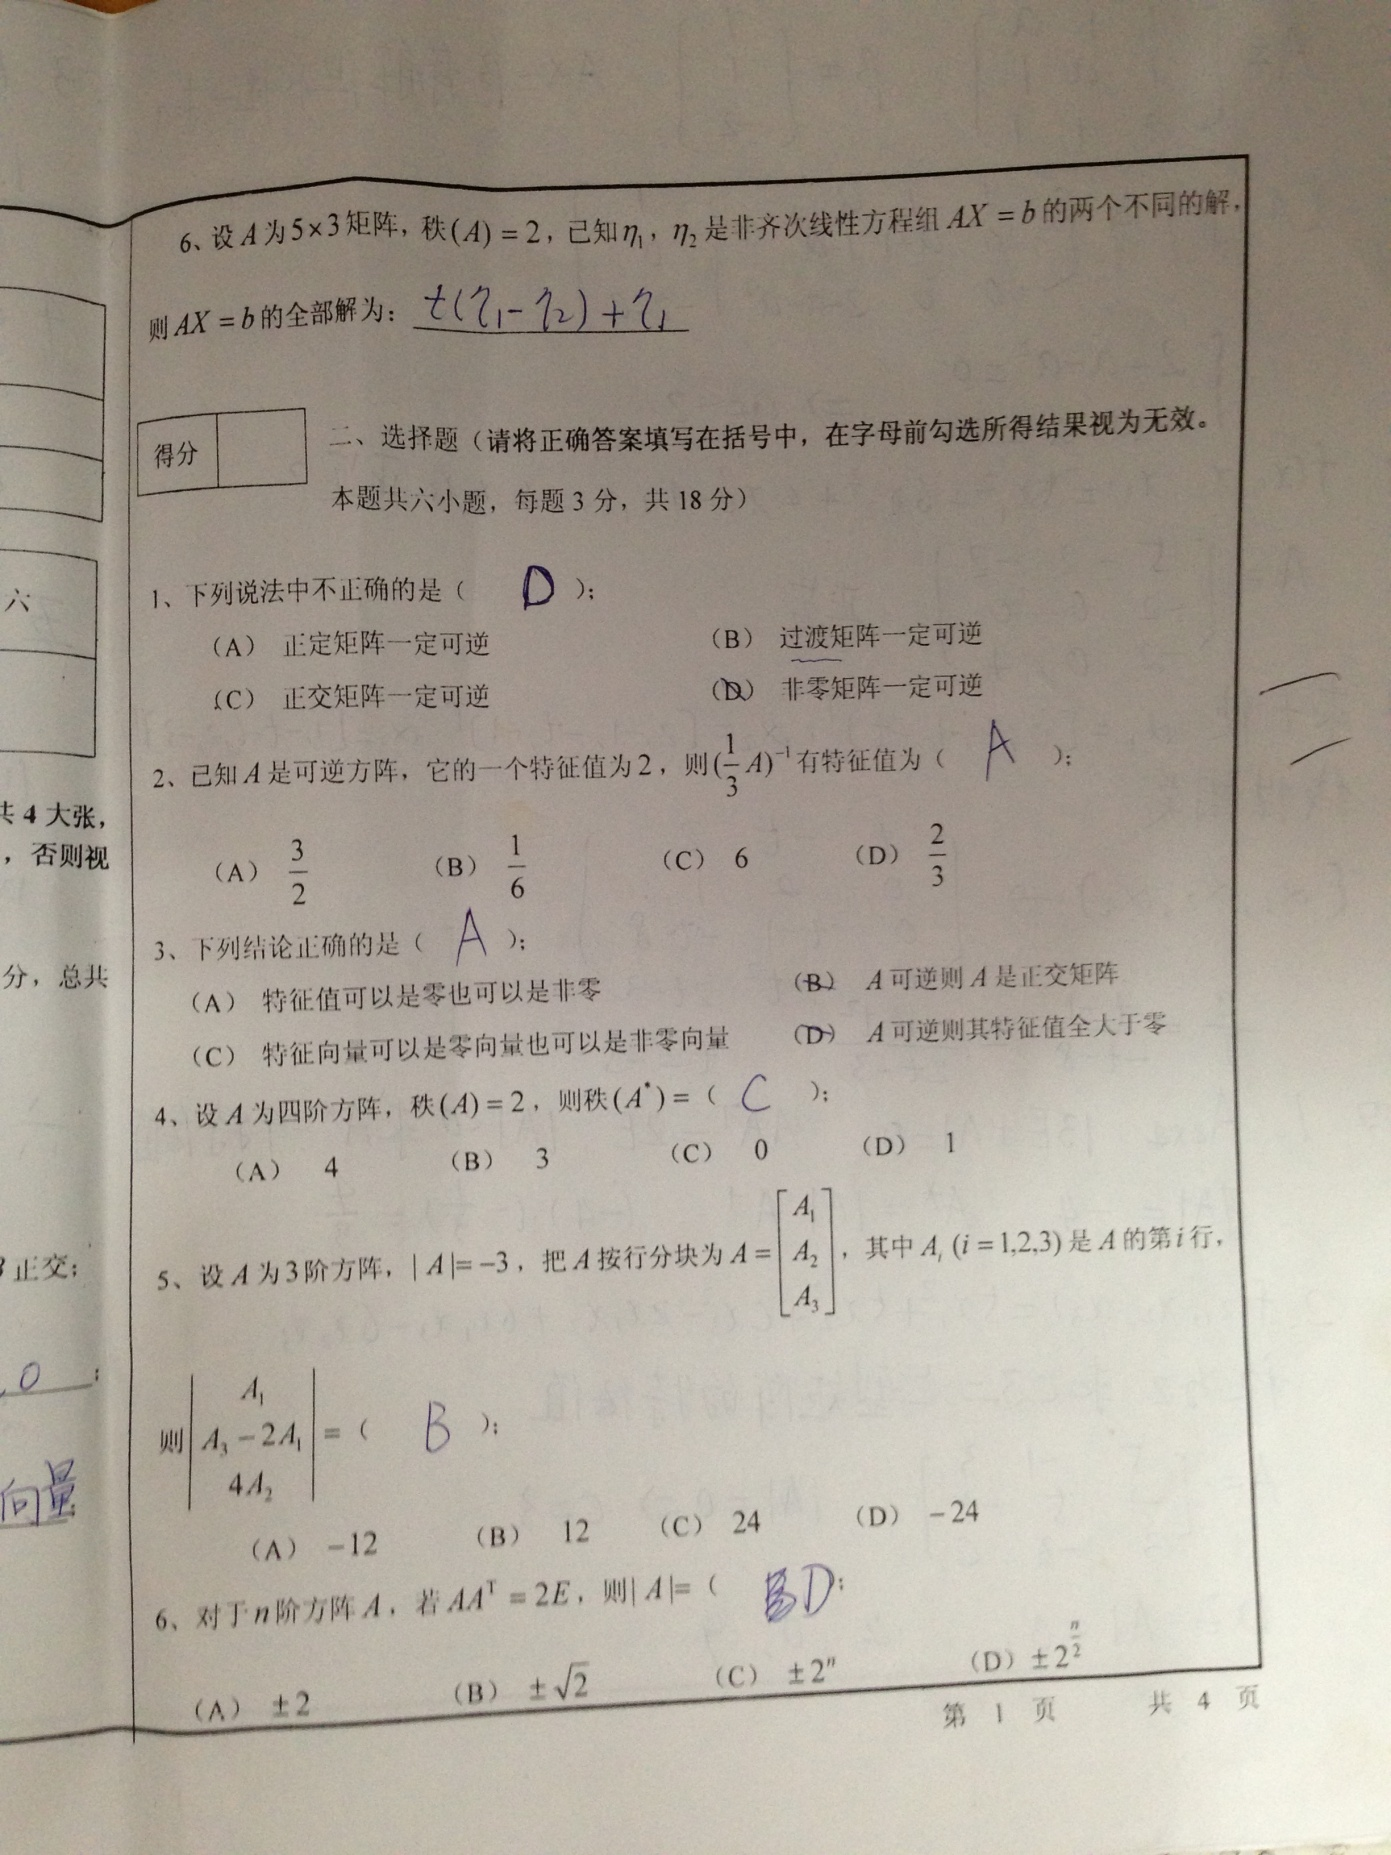 6、设A为5×3矩阵，秩(A)=2，已知η₁，η₂是非齐次线性方程组AX=b的两个不同的解，
则AX=b的全部解为：t(η₁-η₂)+η₁
得分
二、选择题（请将正确答案填写在括号中，在字母前勾选所得结果视为无效。
本题共六小题，每题3分，共18分）
1、下列说法中不正确的是（ D ）；
（A） 正定矩阵一定可逆 （B） 过渡矩阵一定可逆
（C） 正交矩阵一定可逆 （D） 非零矩阵一定可逆
六
2、已知A是可逆方阵，它的一个特征值为2，则(1/3 A)⁻¹有特征值为（ A ）；
共4大张，
，否则视
（A） 3/2 （B） 1/6 （C） 6 （D） 2/3
3、下列结论正确的是（ A ）；
分，总共
（A） 特征值可以是零也可以是非零 （B） A可逆则A是正交矩阵
（C） 特征向量可以是零向量也可以是非零向量 （D） A可逆则其特征值全大于零
4、设A为四阶方阵，秩(A)=2，则秩(A*)=（ C ）；
（A） 4 （B） 3 （C） 0 （D） 1
正交；
5、设A为3阶方阵，|A|=-3，把A按行分块为A=[A₁ A₂ A₃]，其中Aᵢ(i=1,2,3)是A的第i行，
0；
则|A₁ A₃-2A₁ 4A₂|=（ B ）；
向量
（A） -12 （B） 12 （C） 24 （D） -24
6、对于n阶方阵A，若AAᵀ=2E，则|A|=（ D ；
（A） ±2 （B） ±√2 （C） ±2ⁿ （D）±2^(n/2)
第 1 页 共 4 页